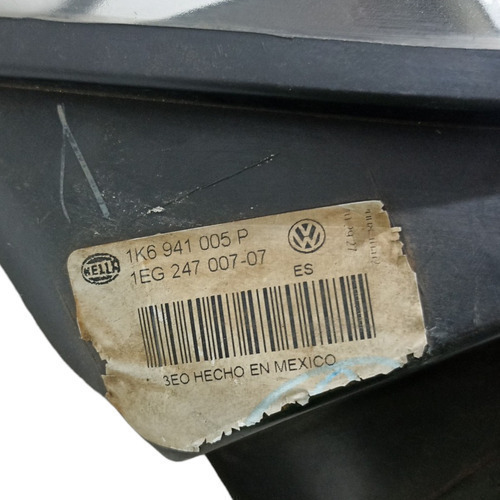 HELLA
1K6 941 005 P
1EG 247 007-07
ES
3EO HECHO EN MEXICO